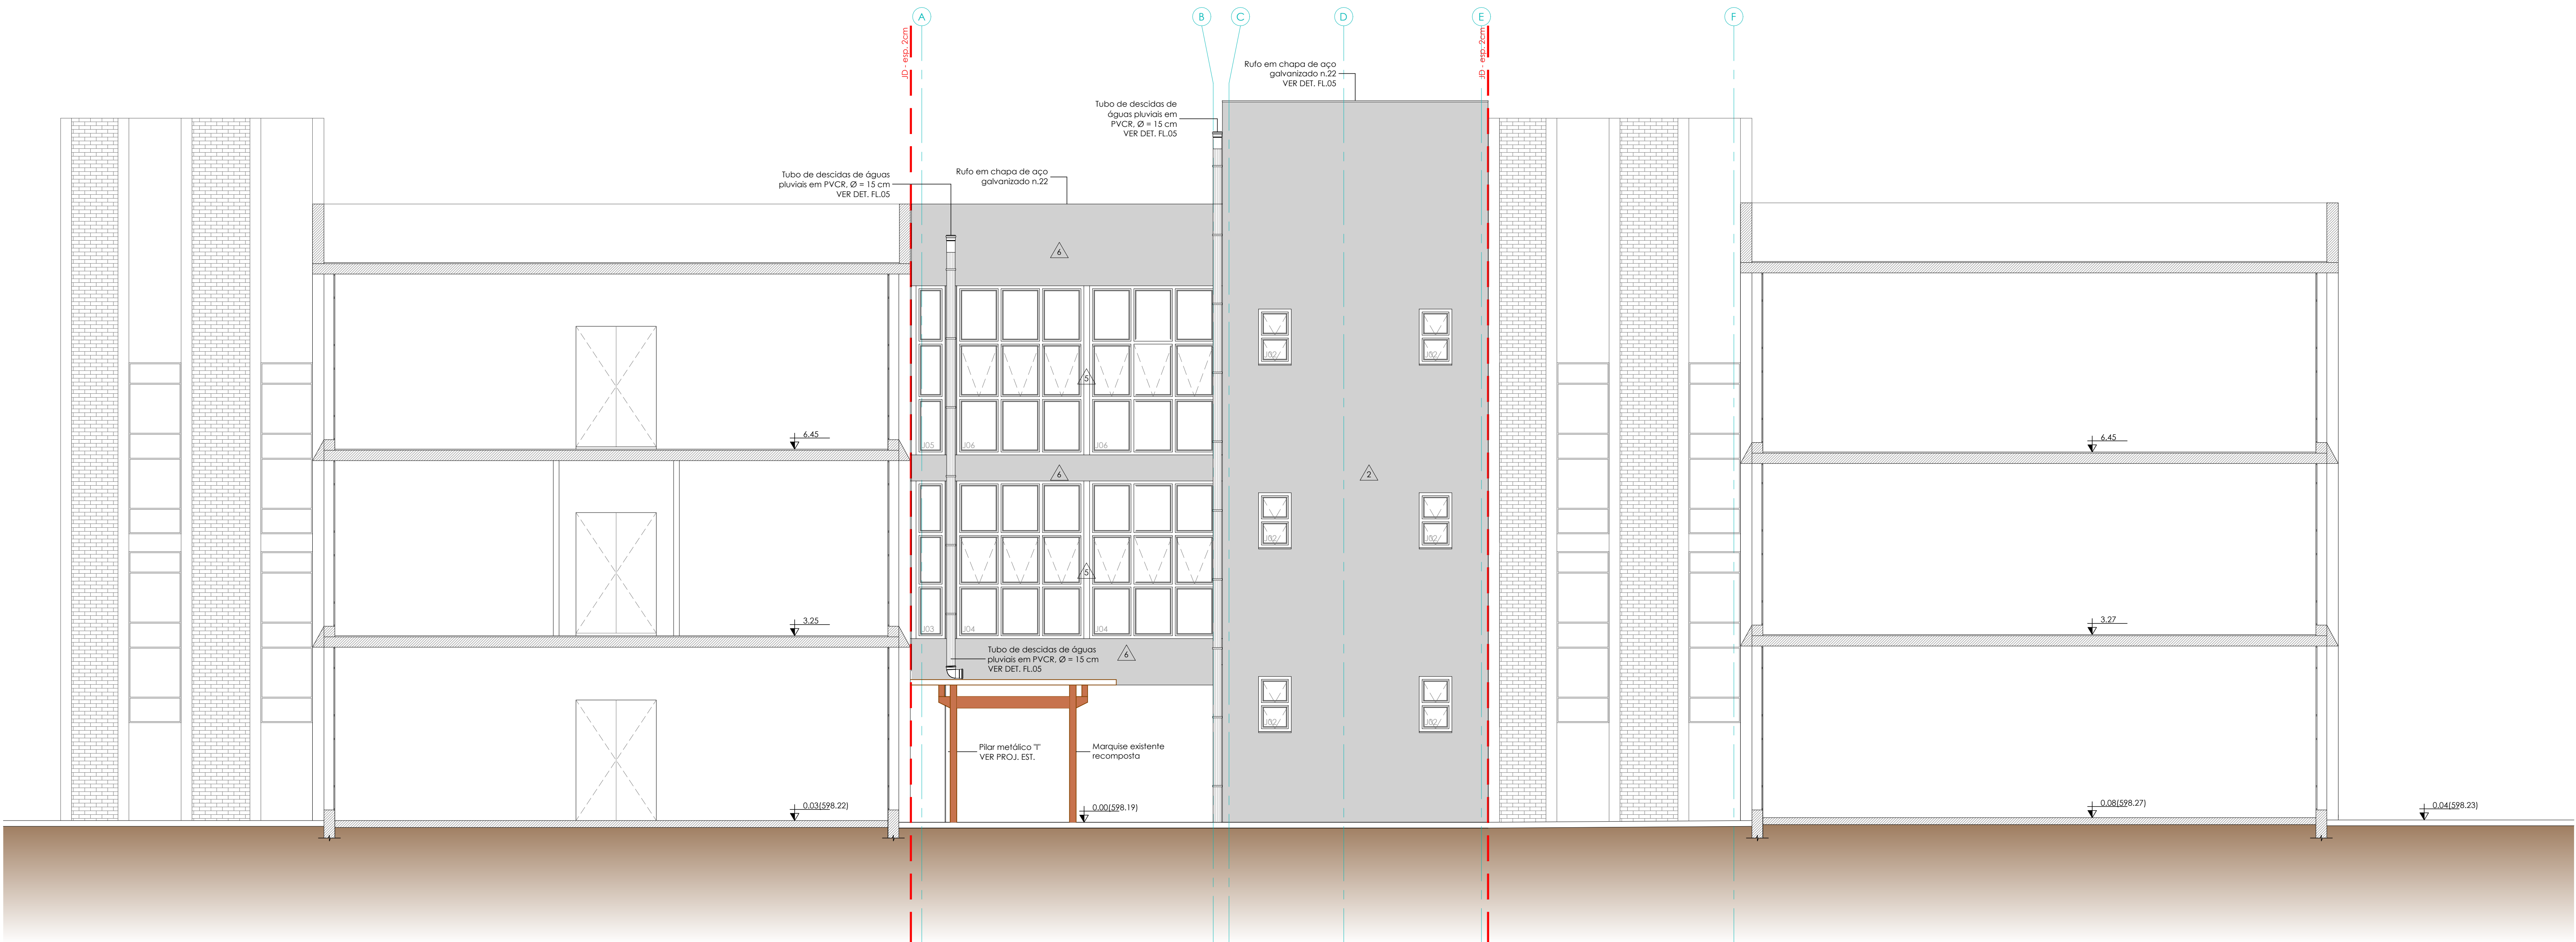 A
B
C
D
E
F
JD - esp. 2cm
JD - esp. 2cm
Rufo em chapa de aço
galvanizado n.22
VER DET. FL.05
Tubo de descidas de
águas pluviais em
PVCR, Ø = 15 cm
VER DET. FL.05
Tubo de descidas de águas
pluviais em PVCR, Ø = 15 cm
VER DET. FL.05
Rufo em chapa de aço
galvanizado n.22
6
J02
J02
5
6.45
J05
J06
J06
6.45
6
2
J02
J02
5
3.25
J03
J04
J04
3.27
Tubo de descidas de águas
pluviais em PVCR, Ø = 15 cm
VER DET. FL.05
6
J02
J02
Pilar metálico "I"
VER PROJ. EST.
Marquise existente
recomposta
0.03(598.22)
0.00(598.19)
0.08(598.27)
0.04(598.23)